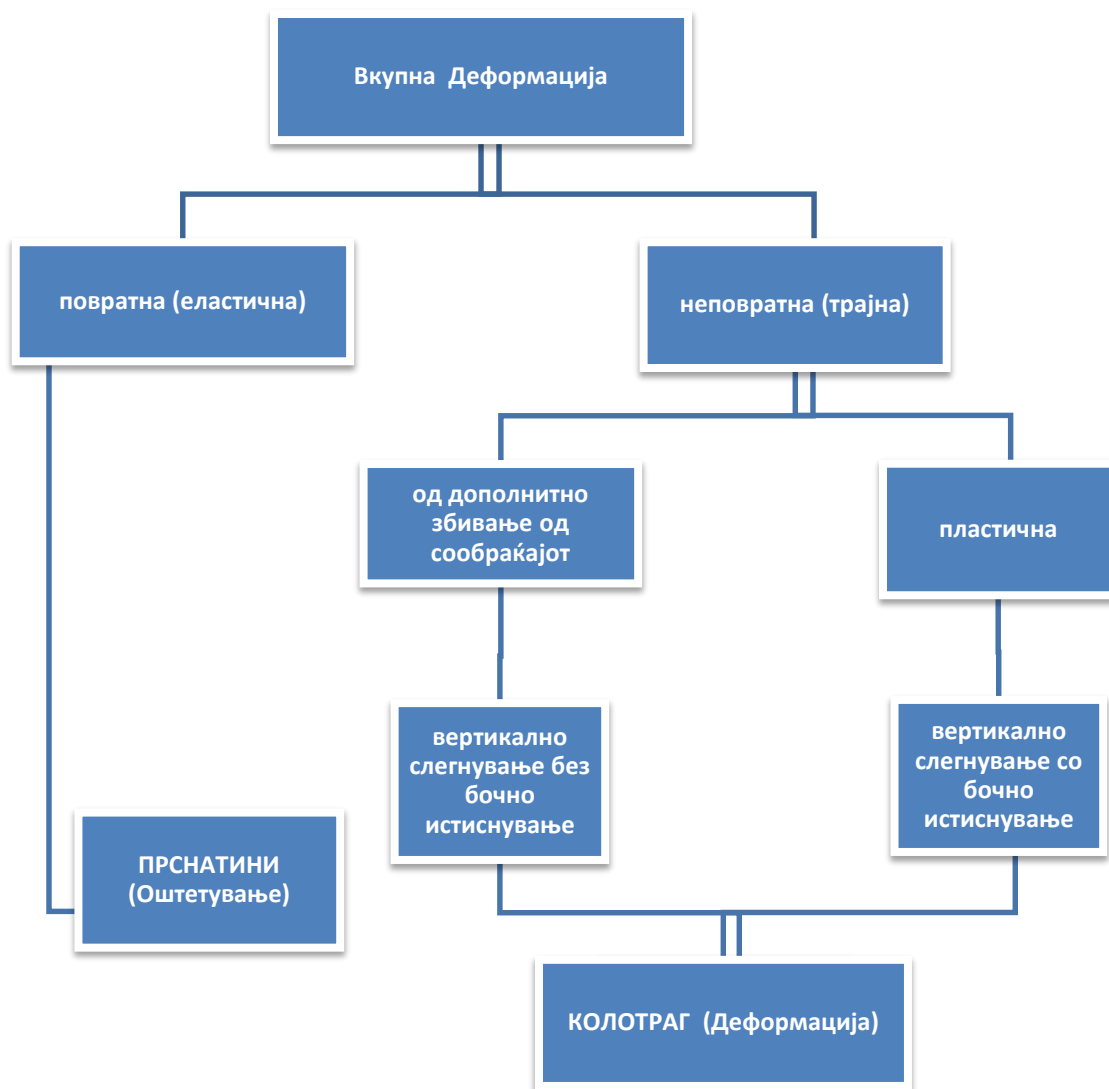 Вкупна Деформација
повратна (еластична)
неповратна (трајна)
од дополнитно
збивање од
сообраќајот
пластична
вертикално
слегнување без
бочно
истиснување
вертикално
слегнување со
бочно
истиснување
ПРСНАТИНИ
(Оштетување)
КОЛОТРАГ (Деформација)